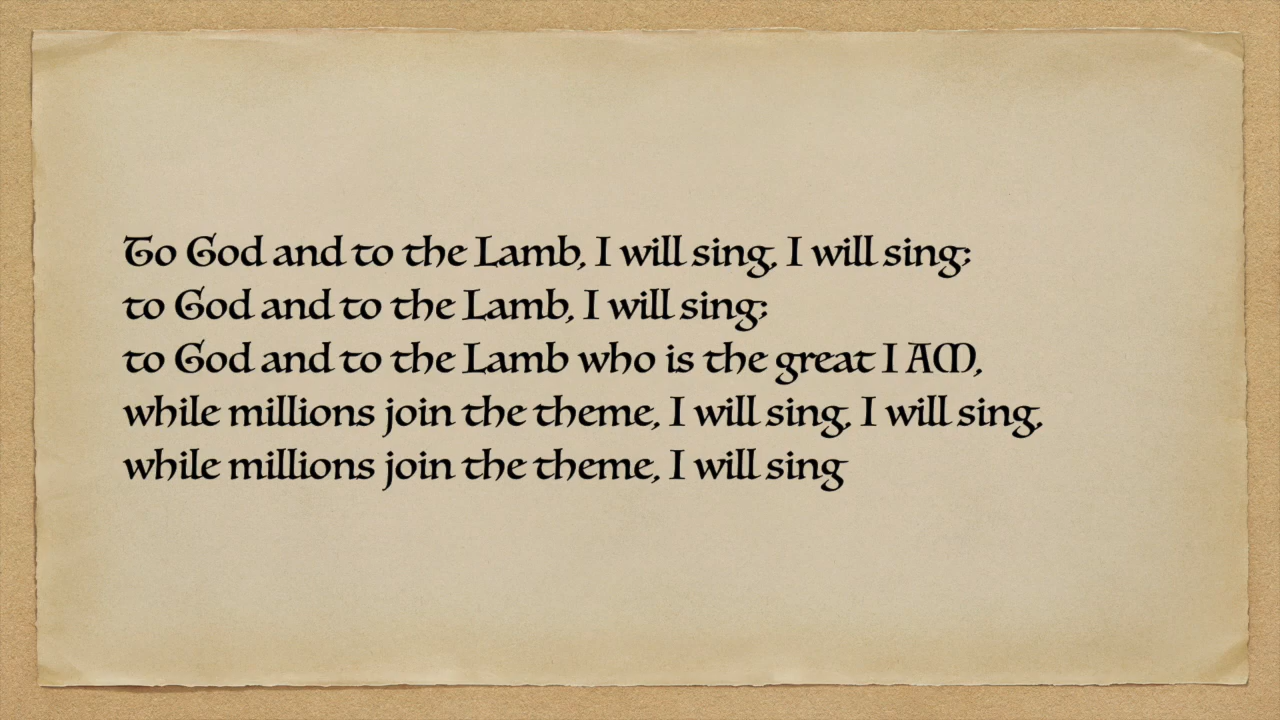 To God and to the Lamb, I will sing, I will sing;
to God and to the Lamb, I will sing;
to God and to the Lamb who is the great I AM,
while millions join the theme, I will sing, I will sing,
while millions join the theme, I will sing